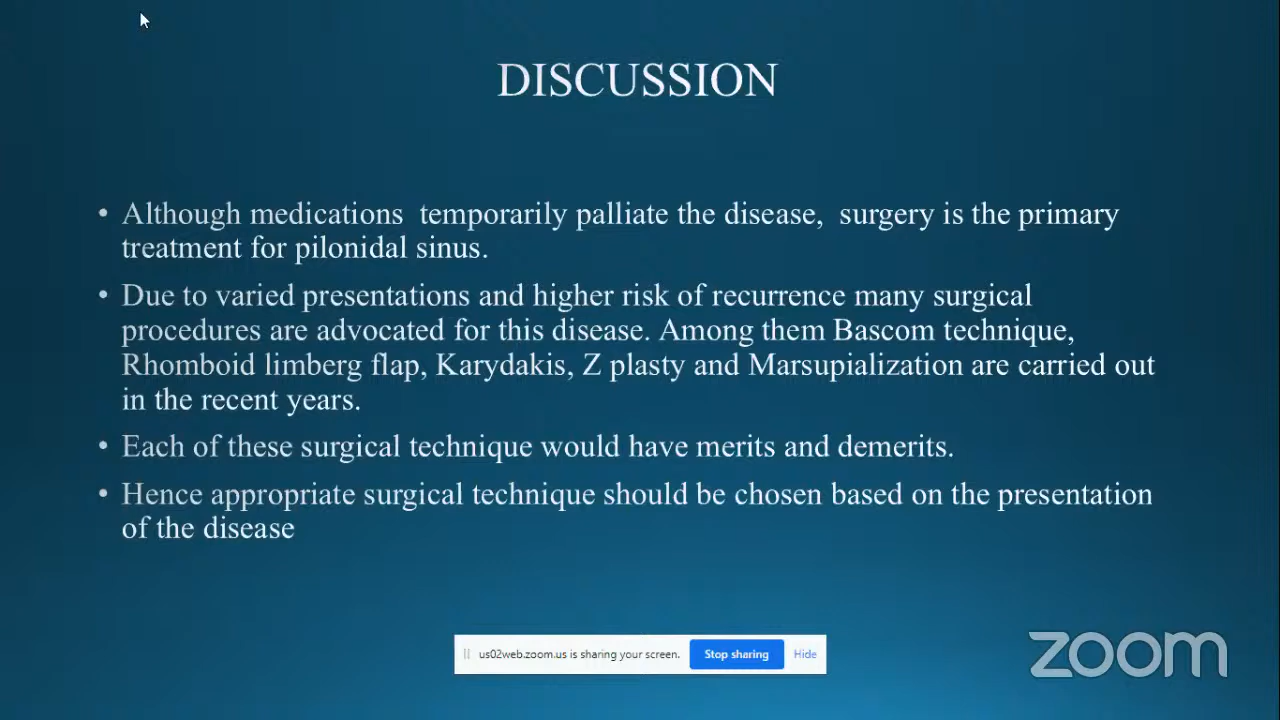 DISCUSSION
• Although medications temporarily palliate the disease, surgery is the primary
treatment for pilonidal sinus.
• Due to varied presentations and higher risk of recurrence many surgical
procedures are advocated for this disease. Among them Bascom technique,
Rhomboid limberg flap, Karydakis, Z plasty and Marsupialization are carried out
in the recent years.
• Each of these surgical technique would have merits and demerits.
• Hence appropriate surgical technique should be chosen based on the presentation
of the disease
us02web.zoom.us is sharing your screen. Stop sharing Hide
zoom